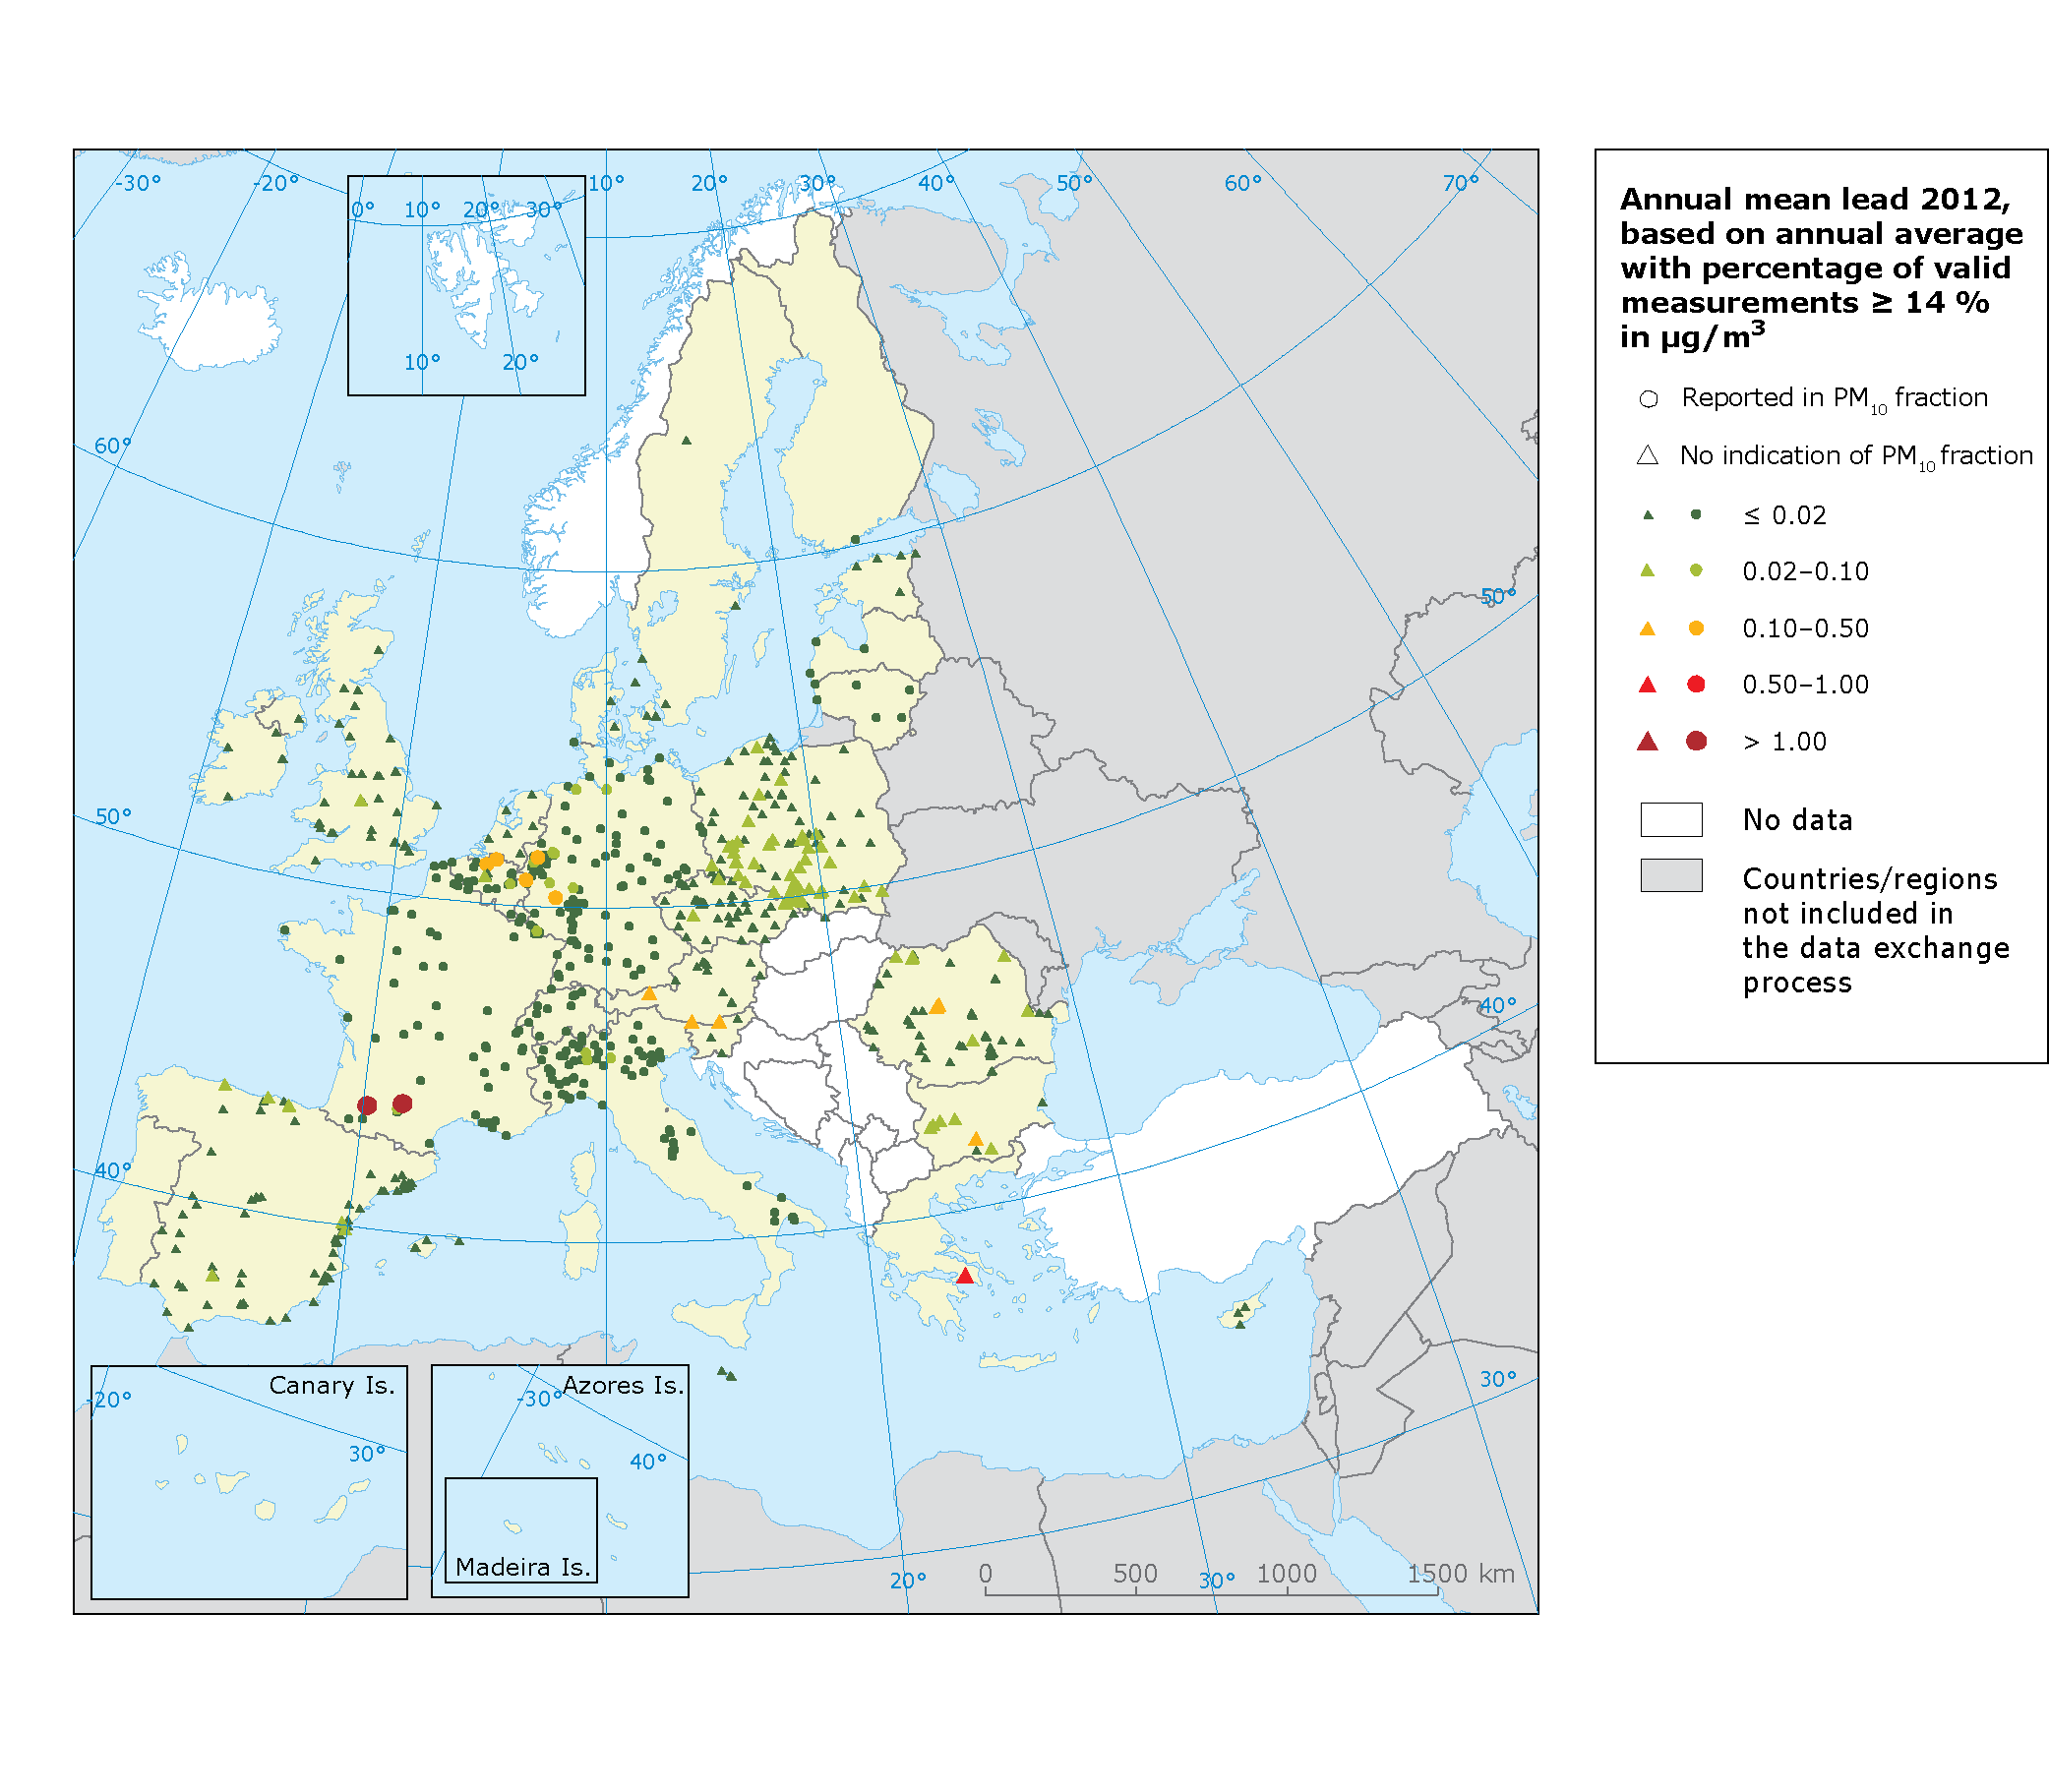 -30°
-20°
10°
20°
30°
40°
50°
60°
70°
0°
10°
20°
30°
10°
20°
60°
50°
50°
40°
40°
30°
20°
30°
Canary Is.
-20°
30°
Azores Is.
-30°
40°
Madeira Is.
0
500
1000
1500 km
Annual mean lead 2012,
based on annual average
with percentage of valid
measurements ≥ 14 %
in µg/m³
Reported in PM₁₀ fraction
No indication of PM₁₀ fraction
≤ 0.02
0.02–0.10
0.10–0.50
0.50–1.00
> 1.00
No data
Countries/regions
not included in
the data exchange
process